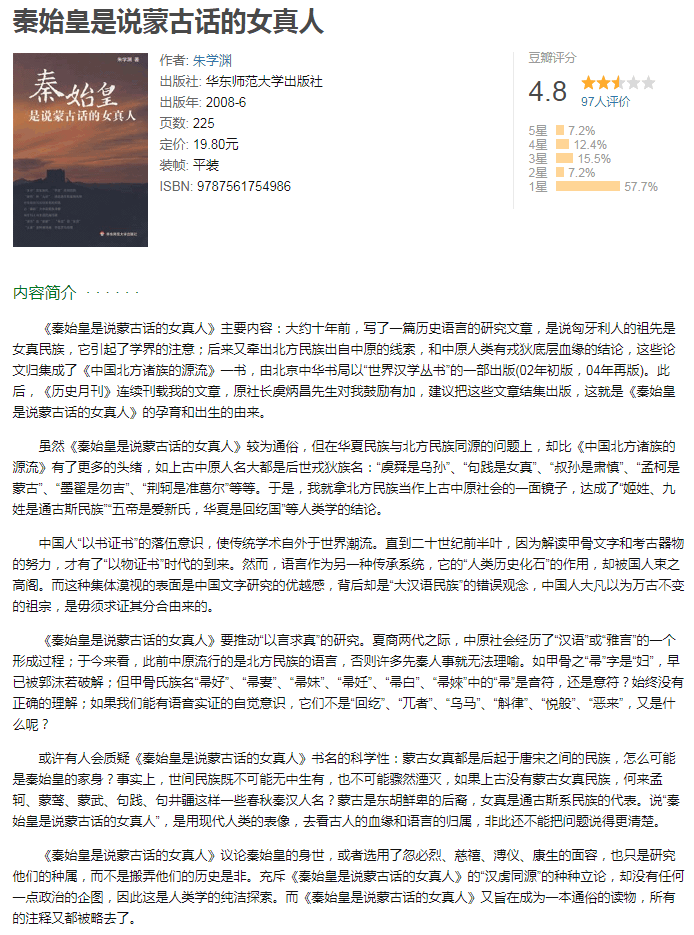 秦始皇是说蒙古话的女真人
朱学渊 著
秦始皇
是说蒙古话的女真人
华东师范大学出版社
作者: 朱学渊
出版社: 华东师范大学出版社
出版年: 2008-6
页数: 225
定价: 19.80元
装帧: 平装
ISBN: 9787561754986
豆瓣评分
4.8
97人评价
5星 7.2%
4星 12.4%
3星 15.5%
2星 7.2%
1星 57.7%
内容简介 · · · · · ·
《秦始皇是说蒙古话的女真人》主要内容：大约十年前，写了一篇历史语言的研究文章，是说匈牙利人的祖先是
女真民族，它引起了学界的注意；后来又牵出北方民族出自中原的线索，和中原人类有戎狄底层血缘的结论，这些论
文归集成了《中国北方诸族的源流》一书，由北京中华书局以“世界汉学丛书”的一部出版(02年初版，04年再版)。此
后，《历史月刊》连续刊载我的文章，原社长虞炳昌先生对我鼓励有加，建议把这些文章结集出版，这就是《秦始皇
是说蒙古话的女真人》的孕育和出生的由来。
虽然《秦始皇是说蒙古话的女真人》较为通俗，但在华夏民族与北方民族同源的问题上，却比《中国北方诸族的
源流》有了更多的头绪，如上古中原人名大都是后世戎狄族名：“虞舜是乌孙”、“句践是女真”、“叔孙是肃慎”、“孟柯是
蒙古”、“墨翟是勿吉”、“荆轲是准葛尔”等等。于是，我就拿北方民族当作上古中原社会的一面镜子，达成了“姬姓、九
姓是通古斯民族”“五帝是爱新氏，华夏是回纥国”等人类学的结论。
中国人“以书证书”的落伍意识，使传统学术自外于世界潮流。直到二十世纪前半叶，因为解读甲骨文字和考古器物
的努力，才有了“以物证书”时代的到来。然而，语言作为另一种传承系统，它的“人类历史化石”的作用，却被国人束之
高阁。而这种集体漠视的表面是中国文字研究的优越感，背后却是“大汉语民族”的错误观念，中国人大凡以为万古不变
的祖宗，是毋须求证其分合由来的。
《秦始皇是说蒙古话的女真人》要推动“以言求真”的研究。夏商两代之际，中原社会经历了“汉语”或“雅言”的一个
形成过程；于今来看，此前中原流行的是北方民族的语言，否则许多先秦人事就无法理喻。如甲骨之“帚”字是“妇”，早
已被郭沫若破解；但甲骨氏族名“帚好”、“帚妻”、“帚妹”、“帚妊”、“帚白”、“帚婡”中的“帚”是音符，还是意符？始终没有
正确的理解；如果我们能有语音实证的自觉意识，它们不是“回纥”、“兀者”、“乌马”、“斛律”、“悦般”、“恶来”，又是什
么呢？
或许有人会质疑《秦始皇是说蒙古话的女真人》书名的科学性：蒙古女真都是后起于唐宋之间的民族，怎么可能
是秦始皇的家身？事实上，世间民族既不可能无中生有，也不可能骤然湮灭，如果上古没有蒙古女真民族，何来孟
轲、蒙骜、蒙武、句践、句井疆这样一些春秋秦汉人名？蒙古是东胡鲜卑的后裔，女真是通古斯系民族的代表。说“秦
始皇是说蒙古话的女真人”，是用现代人类的表像，去看古人的血缘和语言的归属，非此还不能把问题说得更清楚。
《秦始皇是说蒙古话的女真人》议论秦始皇的身世，或者选用了忽必烈、慈禧、溥仪、康生的面容，也只是研究
他们的种属，而不是搬弄他们的历史是非。充斥《秦始皇是说蒙古话的女真人》的“汉虏同源”的种种立论，却没有任何
一点政治的企图，因此这是人类学的纯洁探索。而《秦始皇是说蒙古话的女真人》又旨在成为一本通俗的读物，所有
的注释又都被略去了。